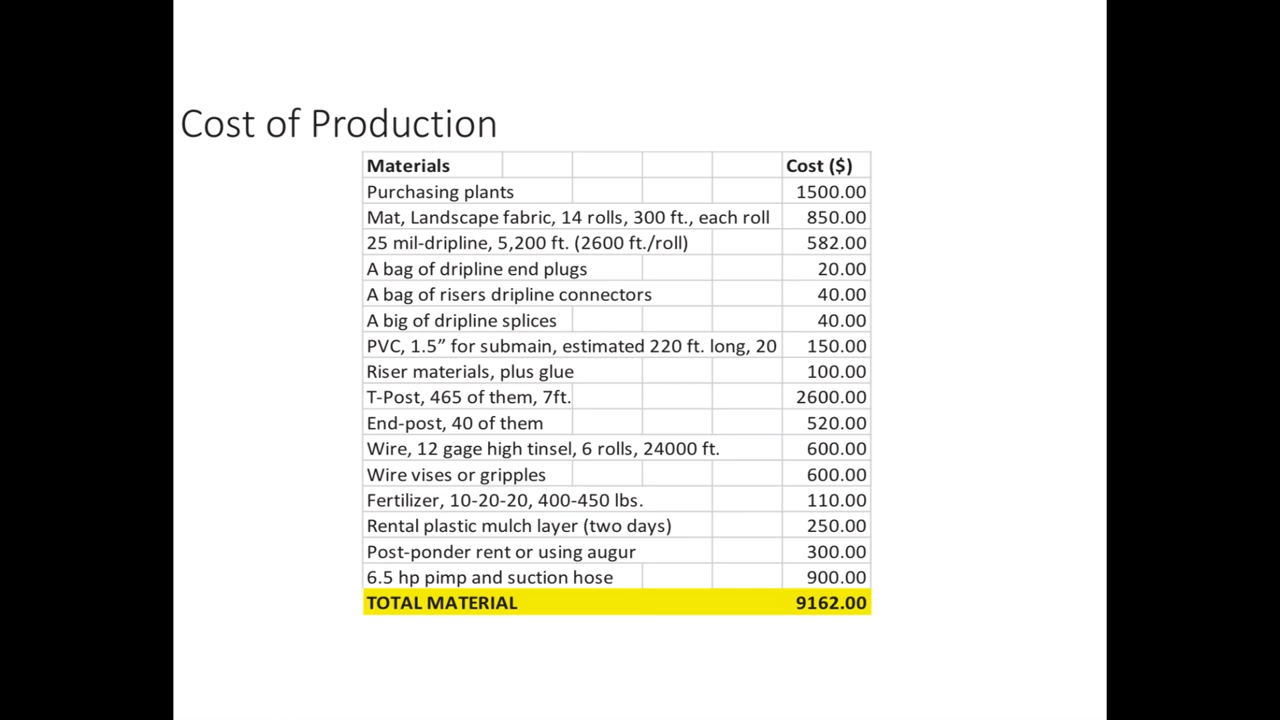 Cost of Production
Materials Cost ($)
Purchasing plants 1500.00
Mat, Landscape fabric, 14 rolls, 300 ft., each roll 850.00
25 mil-dripline, 5,200 ft. (2600 ft./roll) 582.00
A bag of dripline end plugs 20.00
A bag of risers dripline connectors 40.00
A big of dripline splices 40.00
PVC, 1.5” for submain, estimated 220 ft. long, 20 150.00
Riser materials, plus glue 100.00
T-Post, 465 of them, 7ft. 2600.00
End-post, 40 of them 520.00
Wire, 12 gage high tinsel, 6 rolls, 24000 ft. 600.00
Wire vises or gripples 600.00
Fertilizer, 10-20-20, 400-450 lbs. 110.00
Rental plastic mulch layer (two days) 250.00
Post-ponder rent or using augur 300.00
6.5 hp pimp and suction hose 900.00
TOTAL MATERIAL 9162.00